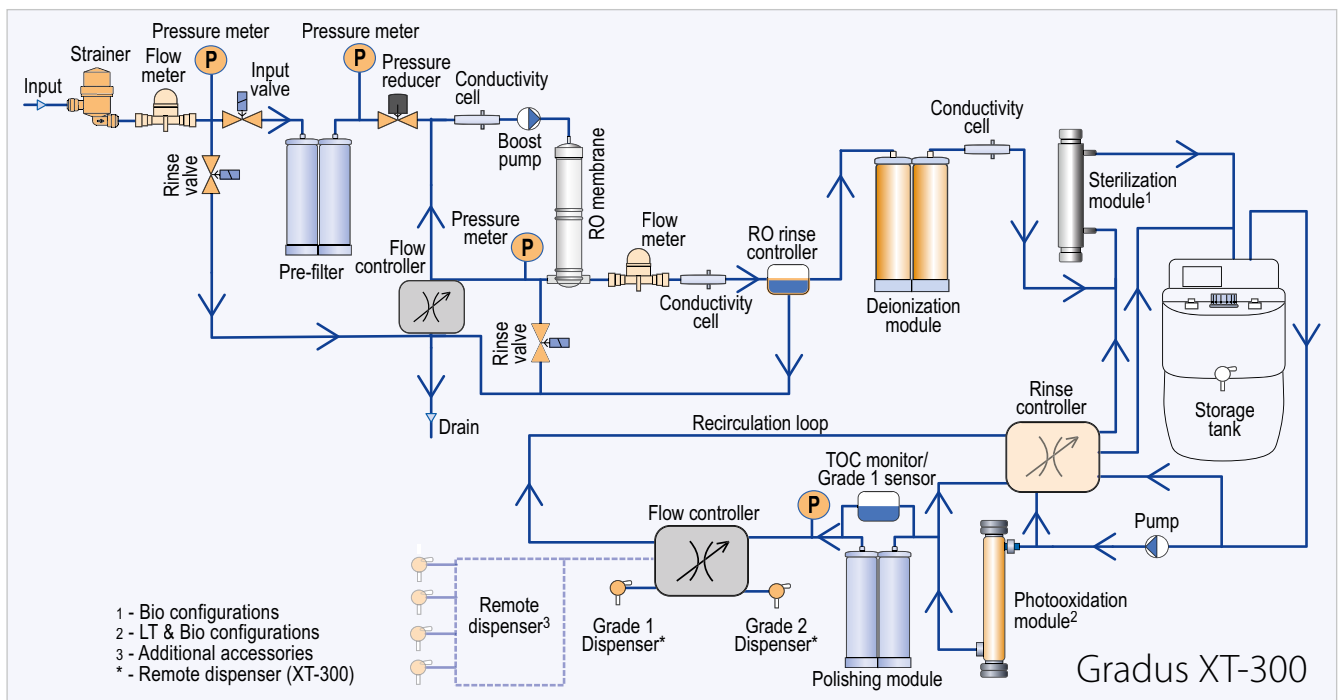 Pressure meter
Pressure meter
Strainer
Flow
meter
Input
P
Input
valve
P
Pressure
reducer
Conductivity
cell
Boost
pump
Rinse
valve
Pre-filter
RO membrane
Flow
controller
Pressure
meter
P
Flow
meter
Conductivity
cell
RO rinse
controller
Rinse
valve
Drain
Deionization
module
Conductivity
cell
Sterilization
module1
Storage
tank
Rinse
controller
Recirculation loop
TOC monitor/
Grade 1 sensor
P
Flow controller
Pump
Remote
dispenser3
Grade 1
Dispenser*
Grade 2
Dispenser*
Polishing module
Photooxidation
module2
1 - Bio configurations
2 - LT & Bio configurations
3 - Additional accessories
* - Remote dispenser (XT-300)
Gradus XT-300